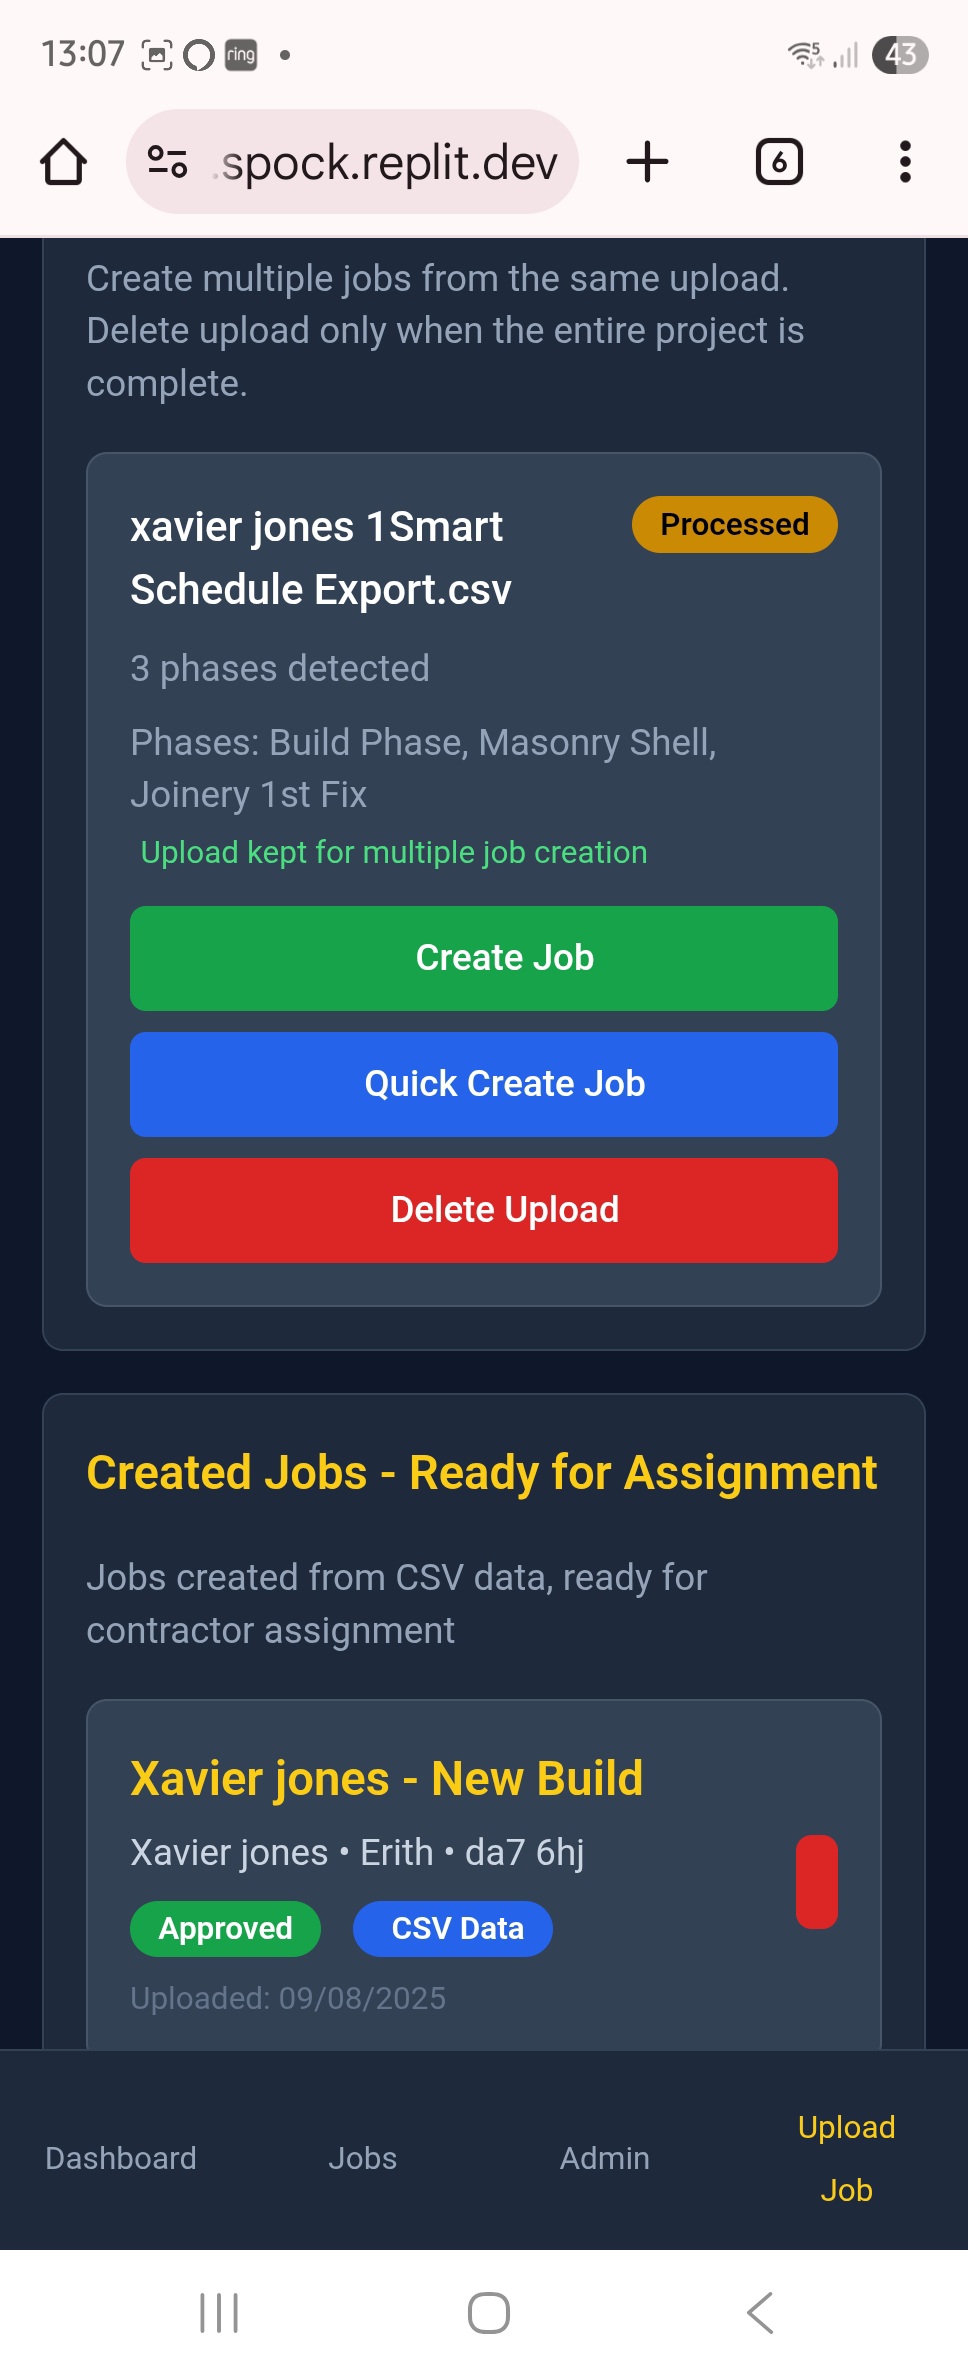 13:07
ring
5
43
.spock.replit.dev
6
Create multiple jobs from the same upload.
Delete upload only when the entire project is
complete.
xavier jones 1Smart
Schedule Export.csv
Processed
3 phases detected
Phases: Build Phase, Masonry Shell,
Joinery 1st Fix
Upload kept for multiple job creation
Create Job
Quick Create Job
Delete Upload
Created Jobs - Ready for Assignment
Jobs created from CSV data, ready for
contractor assignment
Xavier jones - New Build
Xavier jones • Erith • da7 6hj
Approved
CSV Data
Uploaded: 09/08/2025
Dashboard
Jobs
Admin
Upload
Job